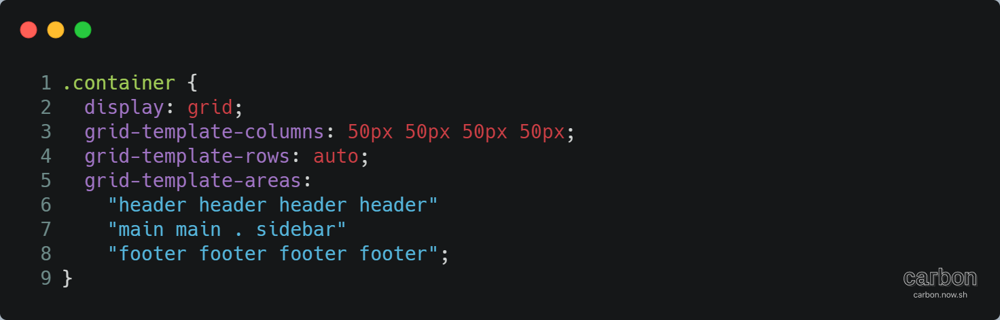 1 .container {
2   display: grid;
3   grid-template-columns: 50px 50px 50px 50px;
4   grid-template-rows: auto;
5   grid-template-areas:
6     "header header header header"
7     "main main . sidebar"
8     "footer footer footer footer";
9 }
carbon
carbon.now.sh